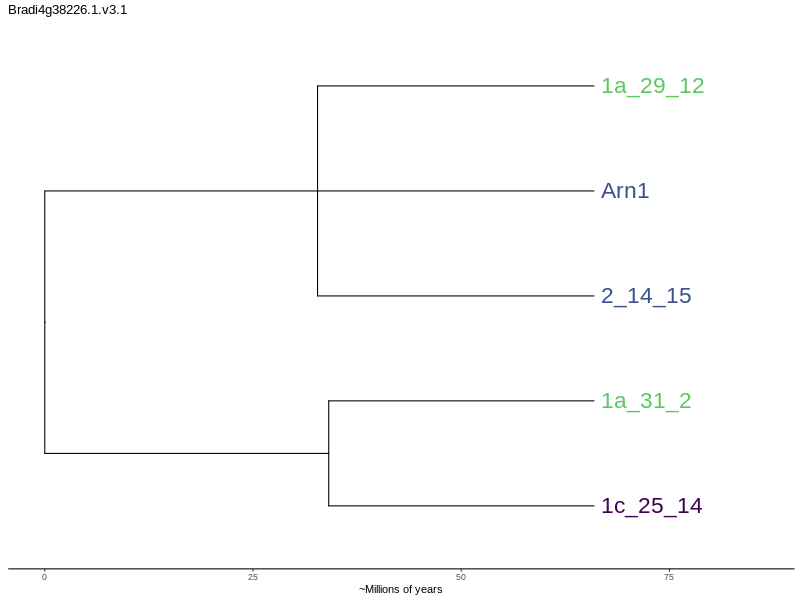 Bradi4g38226.1.v3.1
1a_29_12
Arn1
2_14_15
1a_31_2
1c_25_14
0 25 50 75
~Millions of years